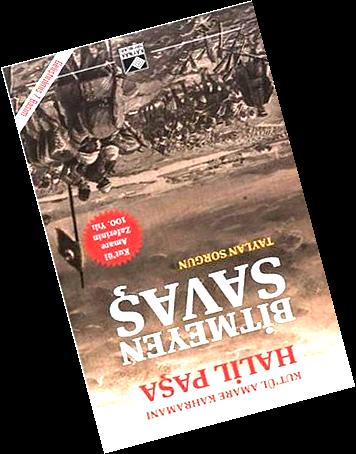 KUT'ÜL AMARE KAHRAMANI
HALİL PAŞA
BİTMEYEN
SAVAŞ
TAYLAN SORGUN
Kut'ül
Amare
Zaferinin
100. Yılı